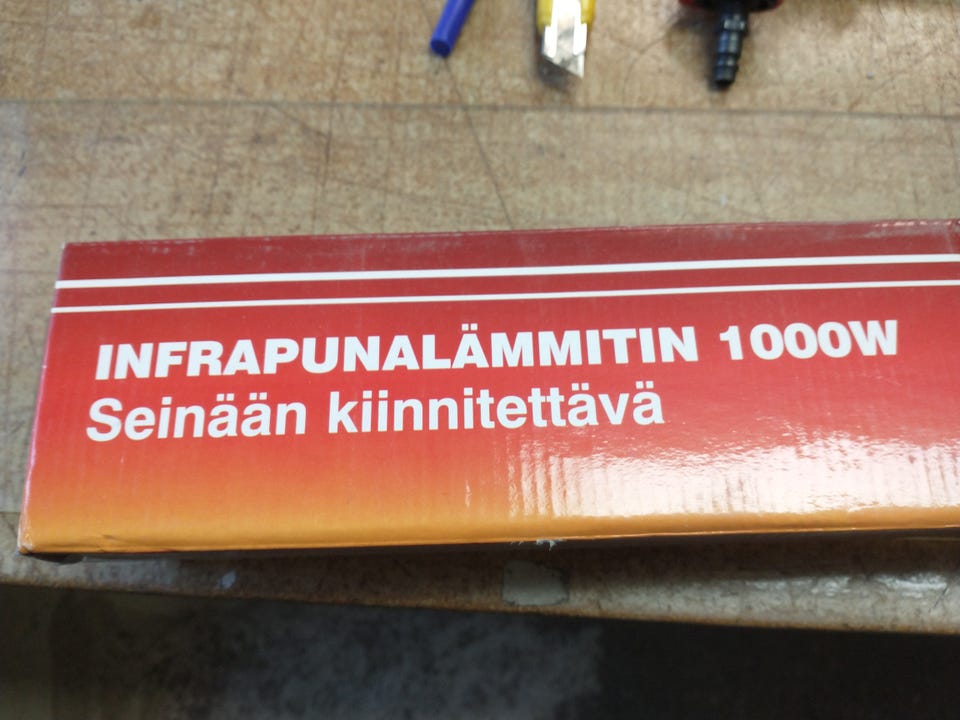 INFRAPUNALÄMMITIN 1000W
Seinään kiinnitettävä